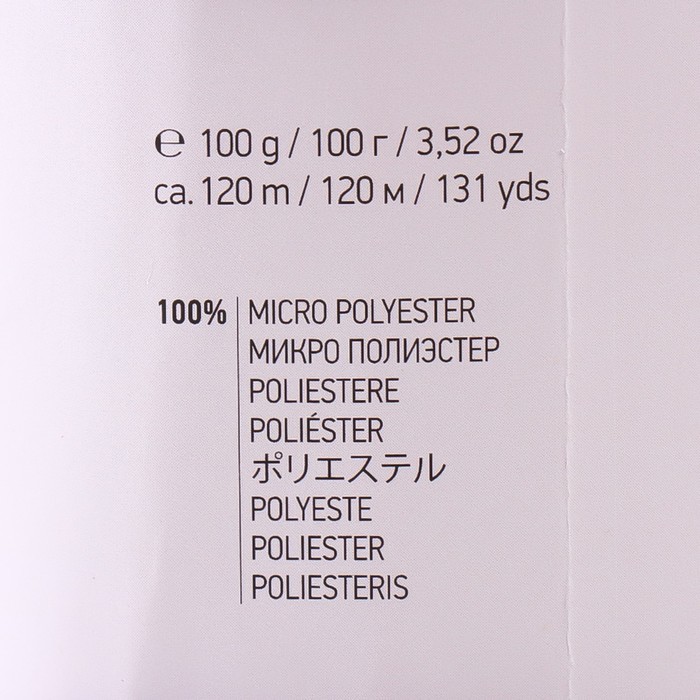 ℮ 100 g / 100 г / 3,52 oz
ca. 120 m / 120 м / 131 yds
100% MICRO POLYESTER
МИКРО ПОЛИЭСТЕР
POLIESTERE
POLIÉSTER
ポリエステル
POLYESTE
POLIESTER
POLIESTERIS